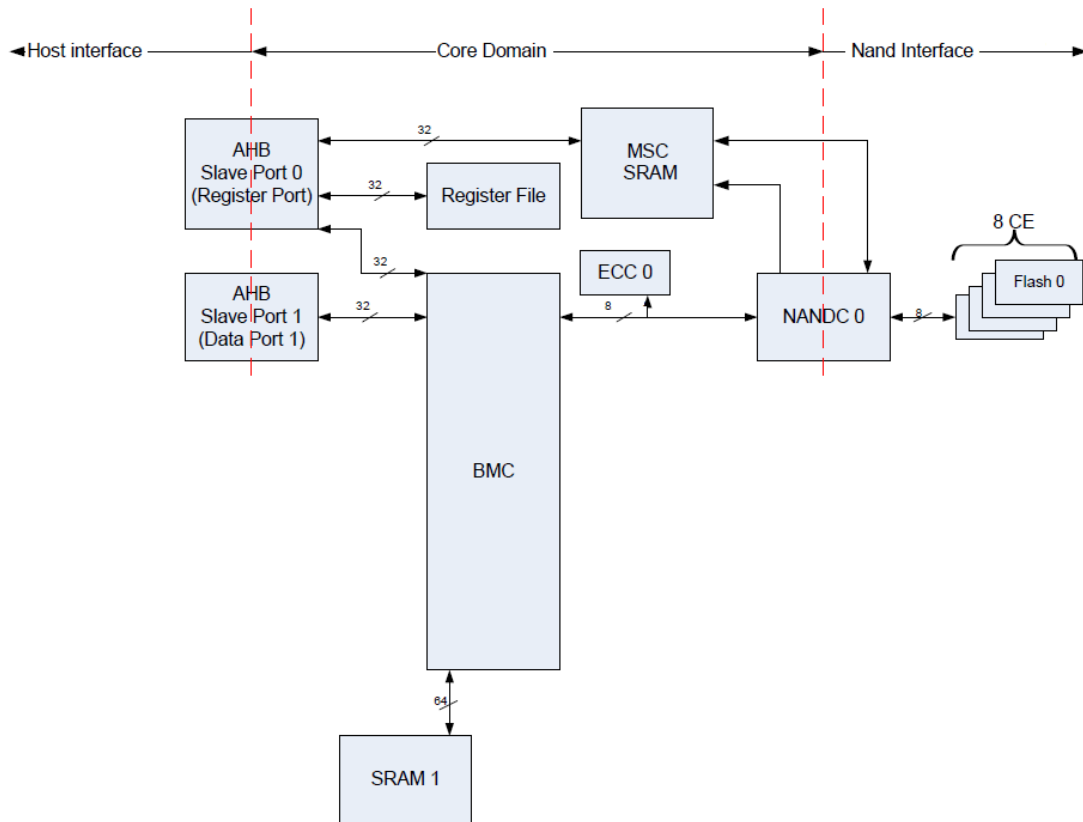 Host interface
Core Domain
Nand Interface
AHB
Slave Port 0
(Register Port)
32
MSC
SRAM
32
Register File
32
8 CE
Flash 0
ECC 0
AHB
Slave Port 1
(Data Port 1)
32
8
NANDC 0
8
BMC
64
SRAM 1